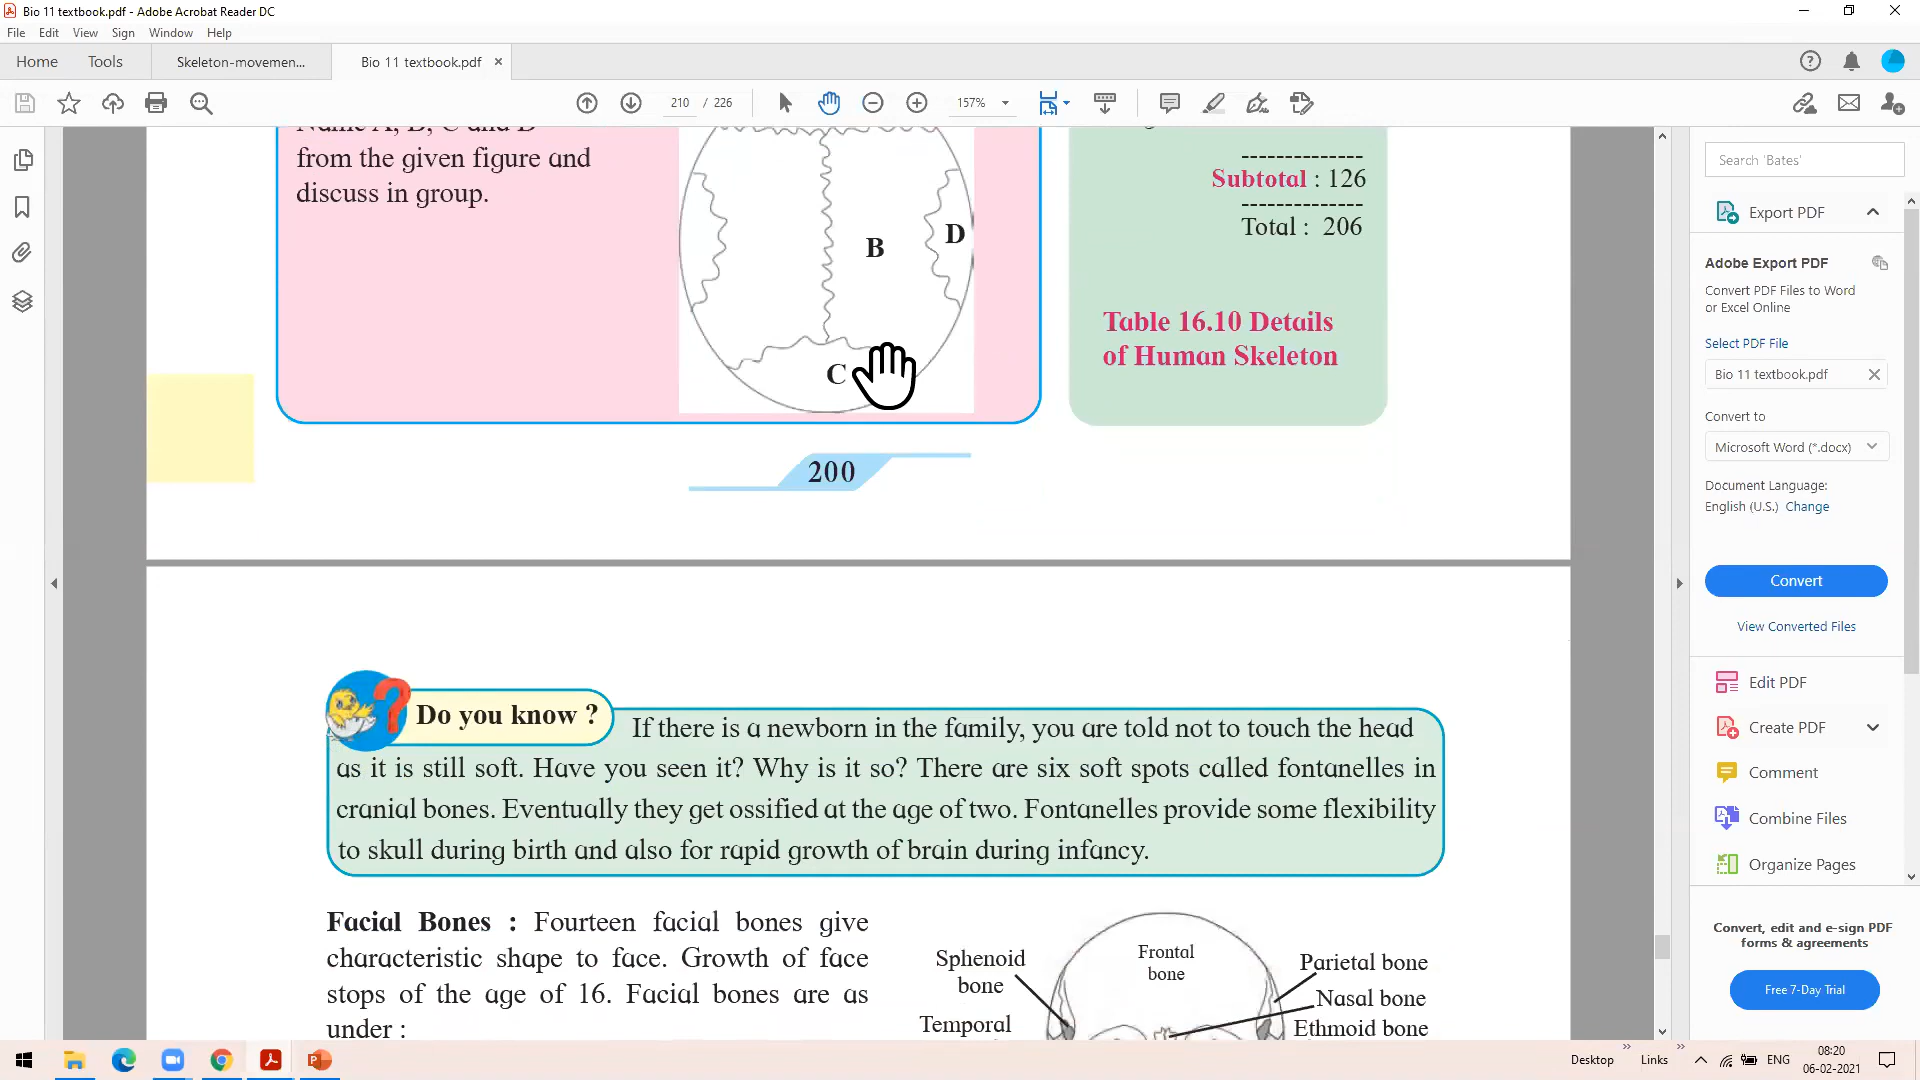 Bio 11 textbook.pdf - Adobe Acrobat Reader DC
File Edit View Sign Window Help
Home Tools Skeleton-movemen... Bio 11 textbook.pdf ×
210 / 226 157%
Name A, B, C and D
from the given figure and
discuss in group.
B
D
C
--------------
Subtotal : 126
--------------
Total : 206
Table 16.10 Details
of Human Skeleton
200
Do you know ?
If there is a newborn in the family, you are told not to touch the head
as it is still soft. Have you seen it? Why is it so? There are six soft spots called fontanelles in
cranial bones. Eventually they get ossified at the age of two. Fontanelles provide some flexibility
to skull during birth and also for rapid growth of brain during infancy.
Facial Bones : Fourteen facial bones give
characteristic shape to face. Growth of face
stops of the age of 16. Facial bones are as
under :
Sphenoid
bone
Temporal
Frontal
bone
Parietal bone
Nasal bone
Ethmoid bone
Search 'Bates'
Export PDF
Adobe Export PDF
Convert PDF Files to Word
or Excel Online
Select PDF File
Bio 11 textbook.pdf
Convert to
Microsoft Word (*.docx)
Document Language:
English (U.S.) Change
Convert
View Converted Files
Edit PDF
Create PDF
Comment
Combine Files
Organize Pages
Convert, edit and e-sign PDF
forms & agreements
Free 7-Day Trial
Desktop
Links
ENG
08:20
06-02-2021